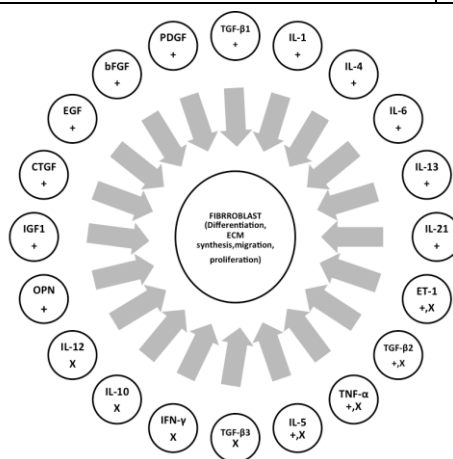 TGF-β1
+
IL-1
+
IL-4
+
IL-6
+
IL-13
+
IL-21
+
ET-1
+,X
TGF-β2
+,X
TNF-α
+,X
IL-5
+,X
TGF-β3
X
IFN-γ
X
IL-10
X
IL-12
X
OPN
+
IGF1
+
CTGF
+
EGF
+
bFGF
+
PDGF
+
FIBRROBLAST
(Differentiation,
ECM
synthesis,migration,
proliferation)